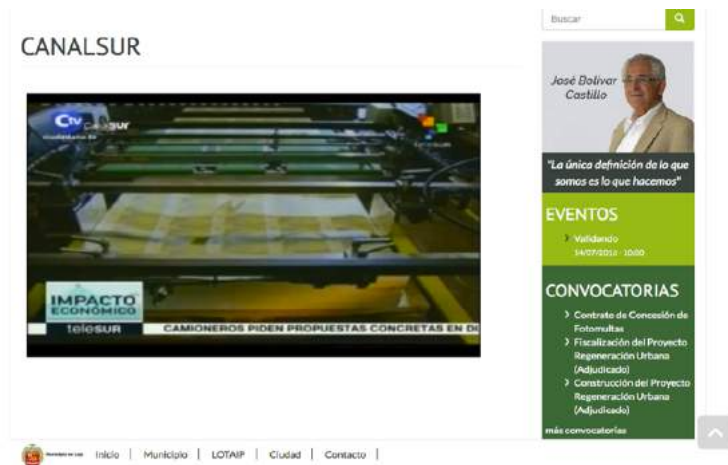 Buscar
CANALSUR
José Bolívar
Castillo
"La única definición de lo que
somos es lo que hacemos"
EVENTOS
Validando
14/07/2016 - 10:00
CONVOCATORIAS
Contrato de Concesión de
Fotomultas
Fiscalización del Proyecto
Regeneración Urbana
(Adjudicado)
Construcción del Proyecto
Regeneración Urbana
(Adjudicado)
más convocatorias
Ctv
IMPACTO
ECONÓMICO
teleSUR
CAMIONEROS PIDEN PROPUESTAS CONCRETAS EN
Inicio | Municipio | LOTAIP | Ciudad | Contacto |